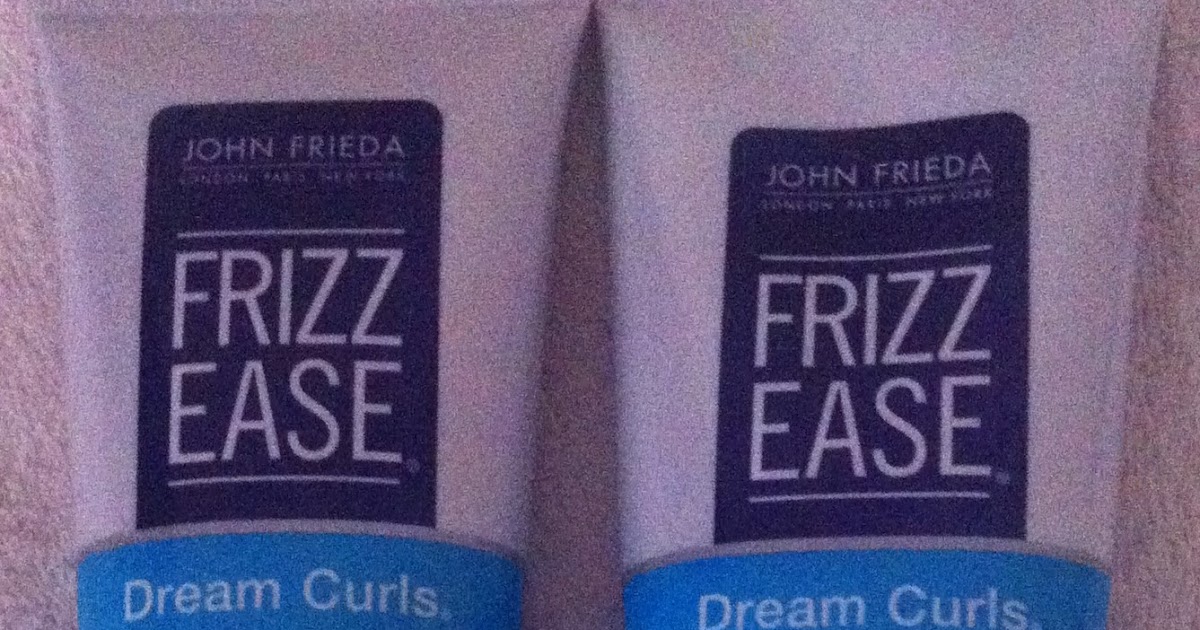 JOHN FRIEDA
LONDON PARIS NEW YORK
FRIZZ
EASE®
Dream Curls.
JOHN FRIEDA
LONDON PARIS NEW YORK
FRIZZ
EASE
Dream Curls.